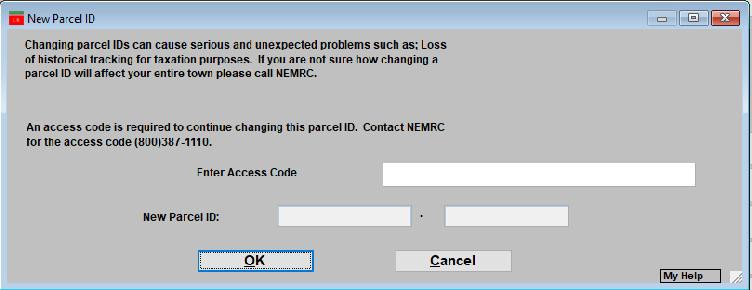 New Parcel ID
Changing parcel IDs can cause serious and unexpected problems such as; Loss
of historical tracking for taxation purposes. If you are not sure how changing a
parcel ID will affect your entire town please call NEMRC.
An access code is required to continue changing this parcel ID. Contact NEMRC
for the access code (800)387-1110.
Enter Access Code
New Parcel ID: -
OK Cancel
My Help